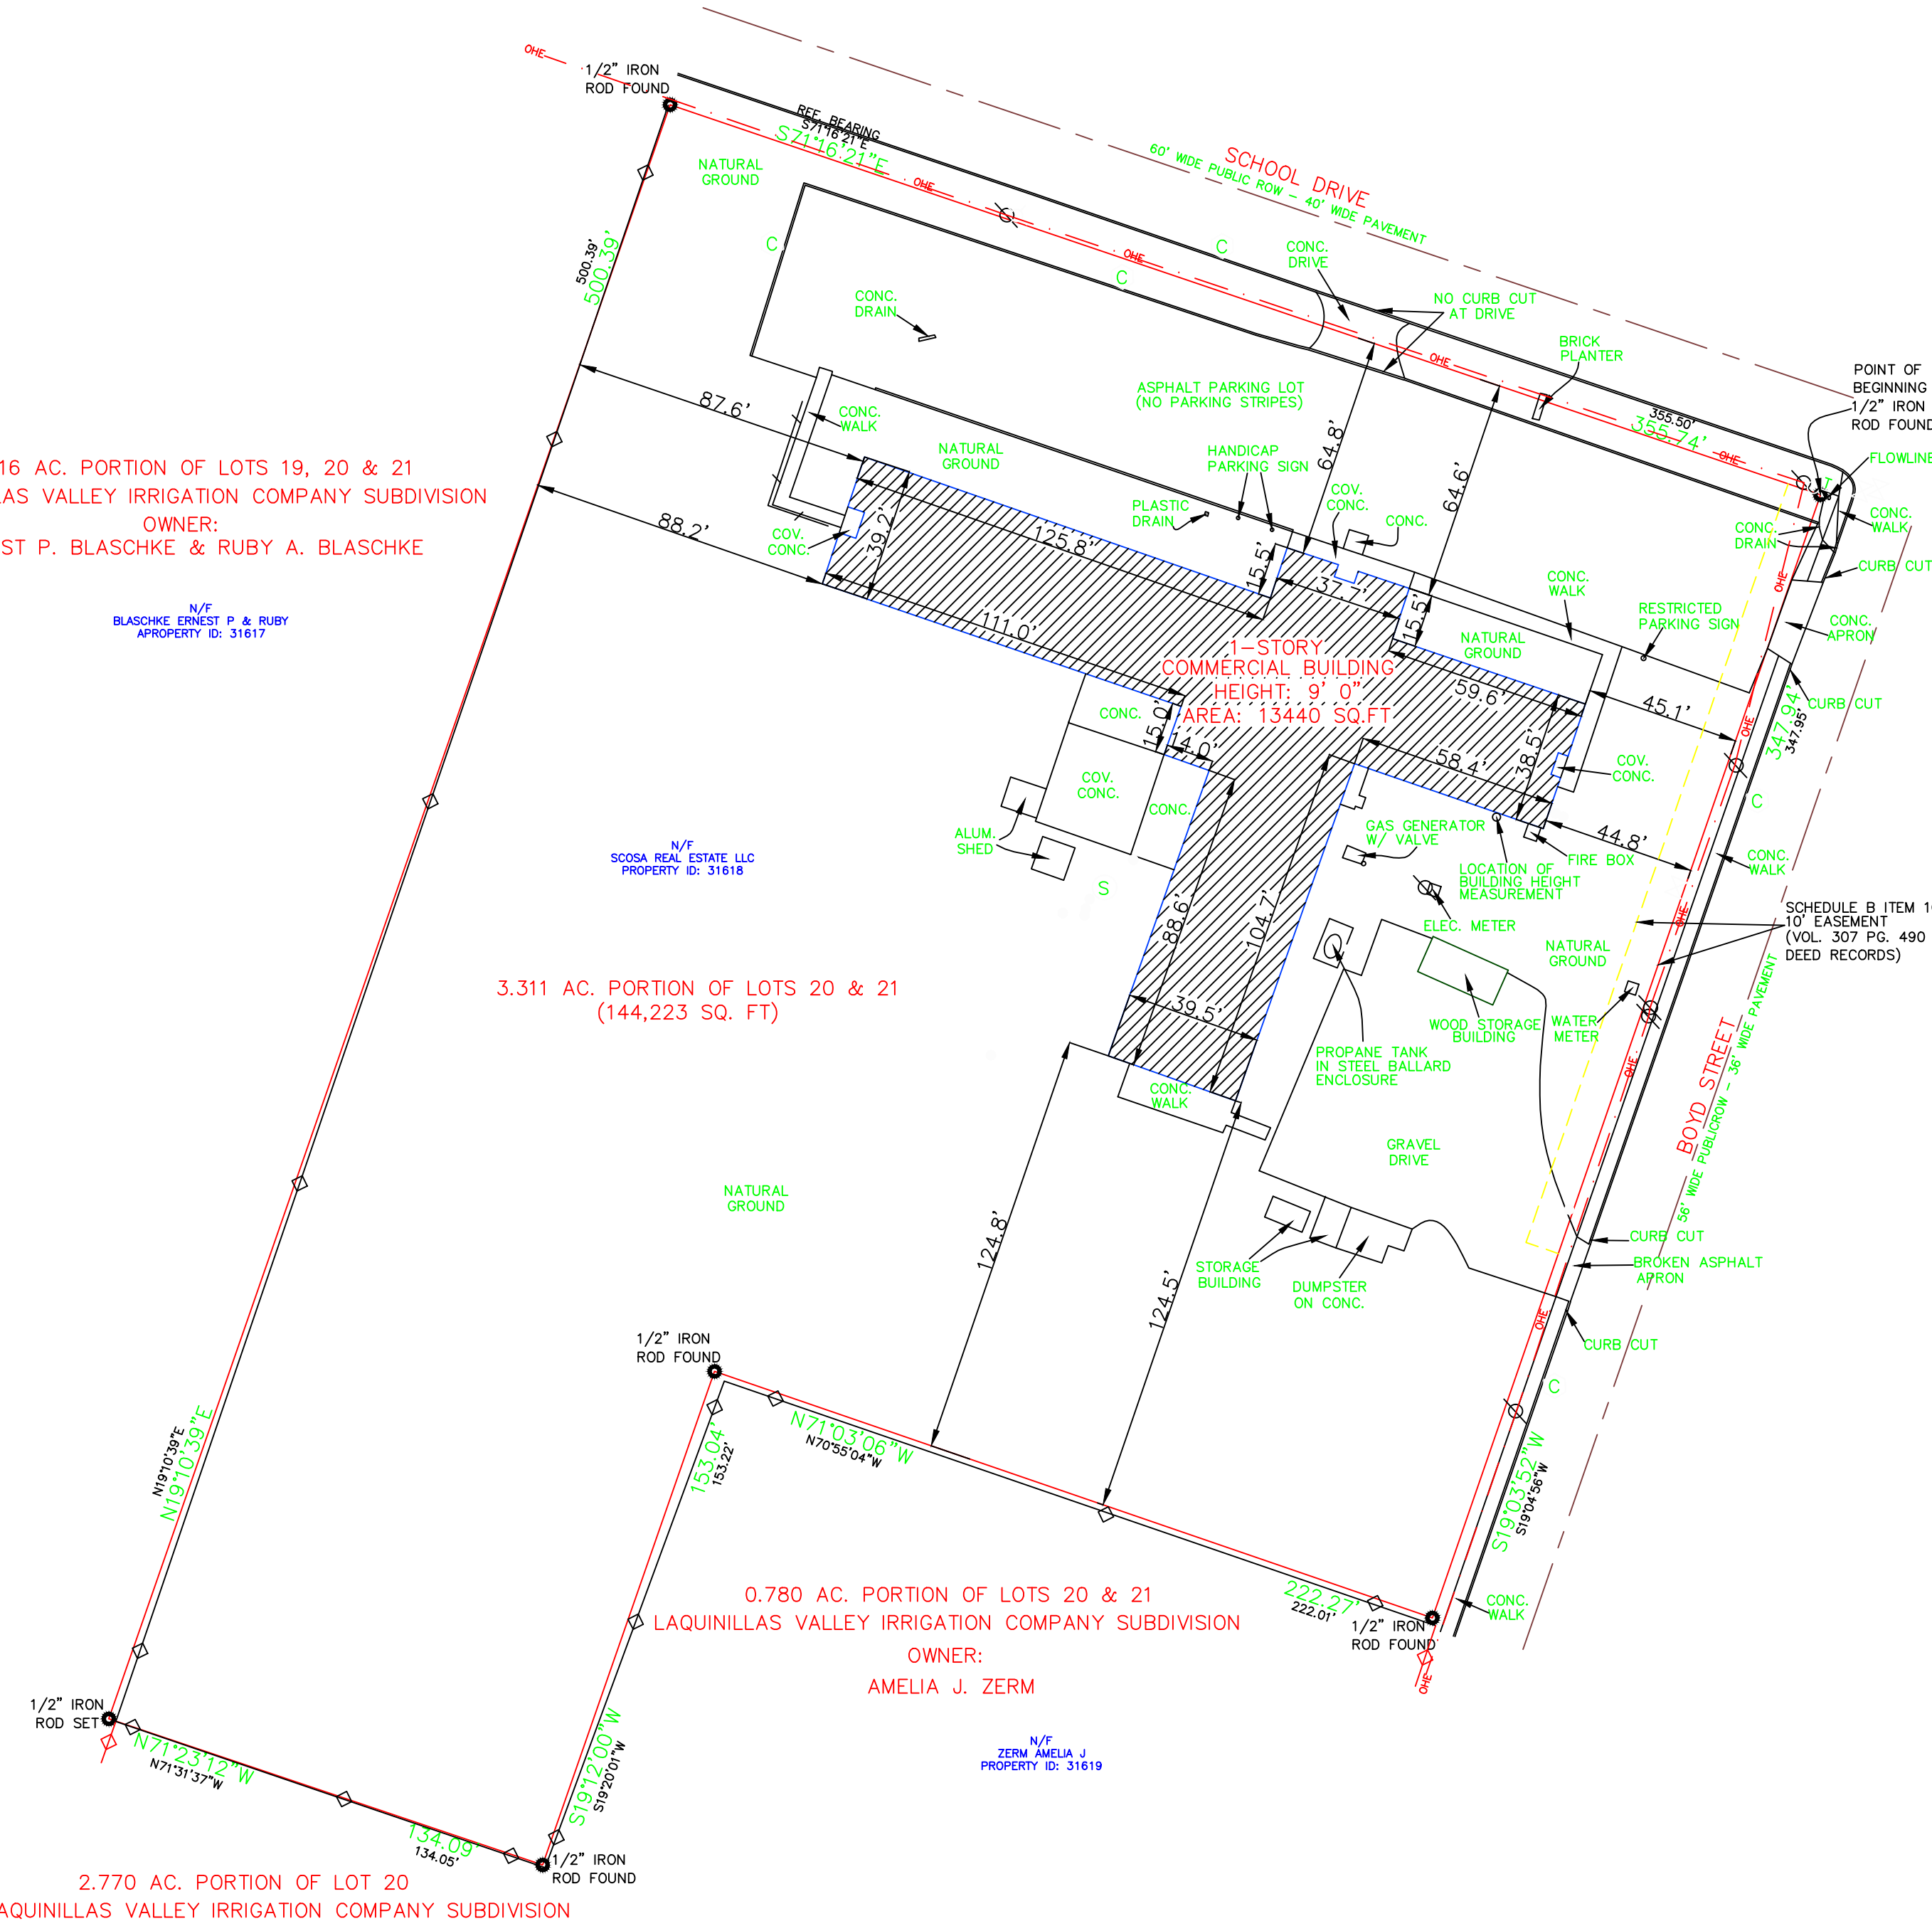 OHE
1/2" IRON
ROD FOUND
REF. BEARING
S71°16'21"E
S71°16'21"E
NATURAL
GROUND
OHE
SCHOOL DRIVE
60' WIDE PUBLIC ROW - 40' WIDE PAVEMENT
500.39'
500.39'
C
C
C
OHE
CONC.
DRIVE
CONC.
DRAIN
NO CURB CUT
AT DRIVE
OHE
BRICK
PLANTER
POINT OF
BEGINNING
1/2" IRON
ROD FOUND
355.50'
355.74'
OHE
FLOWLINE
T
87.6'
CONC.
WALK
ASPHALT PARKING LOT
(NO PARKING STRIPES)
NATURAL
GROUND
HANDICAP
PARKING SIGN
64.8'
64.6'
16 AC. PORTION OF LOTS 19, 20 & 21
AS VALLEY IRRIGATION COMPANY SUBDIVISION
OWNER:
ST P. BLASCHKE & RUBY A. BLASCHKE
88.2'
COV.
CONC.
39.2'
125.8'
PLASTIC
DRAIN
COV.
CONC.
CONC.
15.5'
37.7'
15.5'
CONC.
DRAIN
CONC.
WALK
CURB CUT
OHE
CONC.
WALK
RESTRICTED
PARKING SIGN
CONC.
APRON
N/F
BLASCHKE ERNEST P & RUBY
APROPERTY ID: 31617
111.0'
1-STORY
COMMERCIAL BUILDING
HEIGHT: 9' 0"
AREA: 13440 SQ.FT
NATURAL
GROUND
59.6'
45.1'
CURB CUT
347.94'
347.95'
OHE
CONC.
15.0'
14.0'
58.4'
38.5'
COV.
CONC.
COV.
CONC.
CONC.
C
ALUM.
SHED
GAS GENERATOR
W/ VALVE
44.8'
FIRE BOX
LOCATION OF
BUILDING HEIGHT
MEASUREMENT
CONC.
WALK
N/F
SCOSA REAL ESTATE LLC
PROPERTY ID: 31618
S
88.6'
104.7'
ELEC. METER
OHE
SCHEDULE B ITEM 1
10' EASEMENT
(VOL. 307 PG. 490
DEED RECORDS)
NATURAL
GROUND
3.311 AC. PORTION OF LOTS 20 & 21
(144,223 SQ. FT)
39.5'
WOOD STORAGE
BUILDING
WATER
METER
PROPANE TANK
IN STEEL BALLARD
ENCLOSURE
OHE
BOYD STREET
56' WIDE PUBLICROW - 36' WIDE PAVEMENT
CONC.
WALK
GRAVEL
DRIVE
NATURAL
GROUND
124.8'
124.5'
STORAGE
BUILDING
DUMPSTER
ON CONC.
CURB CUT
BROKEN ASPHALT
APRON
OHE
CURB CUT
C
1/2" IRON
ROD FOUND
N19°10'39"E
N19°10'39"E
153.04'
153.22'
N71°03'06"W
N70°55'04"W
S19°03'52"W
S19°04'56"W
222.27'
222.01'
0.780 AC. PORTION OF LOTS 20 & 21
LAQUINILLAS VALLEY IRRIGATION COMPANY SUBDIVISION
OWNER:
AMELIA J. ZERM
1/2" IRON
ROD FOUND
CONC.
WALK
OHE
1/2" IRON
ROD SET
N71°23'12"W
N71°31'37"W
S19°12'00"W
S19°20'01"W
N/F
ZERM AMELIA J
PROPERTY ID: 31619
134.09'
134.05'
1/2" IRON
ROD FOUND
2.770 AC. PORTION OF LOT 20
AQUINILLAS VALLEY IRRIGATION COMPANY SUBDIVISION